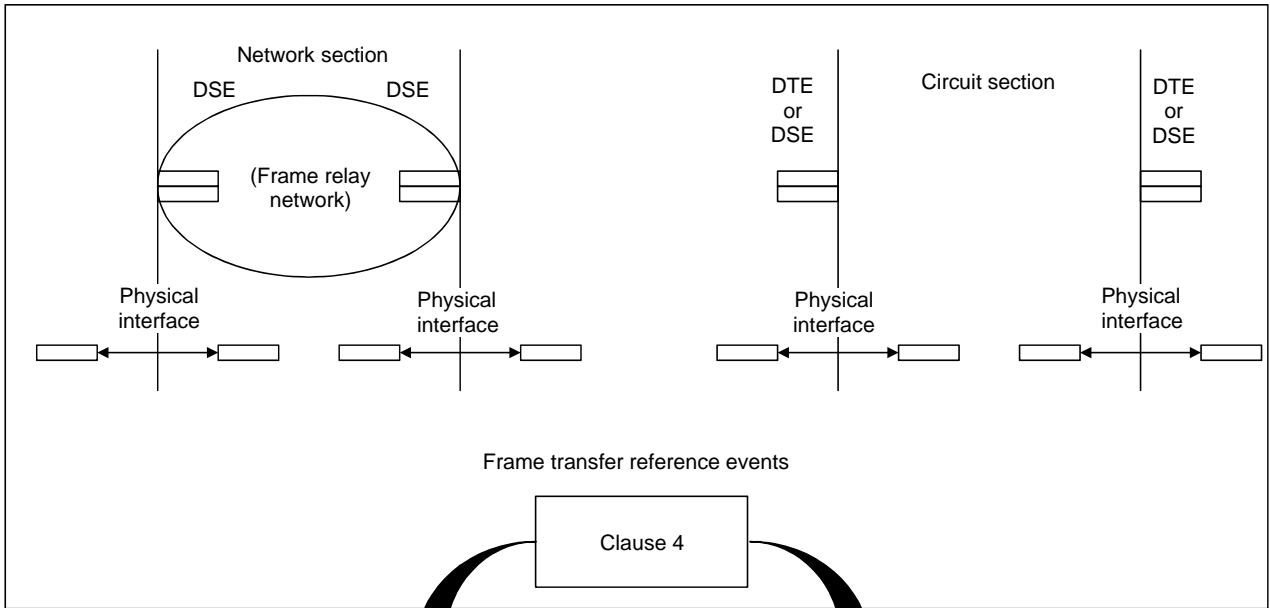 Network section
DSE
DSE
(Frame relay
network)
Physical
interface
Physical
interface
DTE
or
DSE
Circuit section
DTE
or
DSE
Physical
interface
Physical
interface
Frame transfer reference events
Clause 4